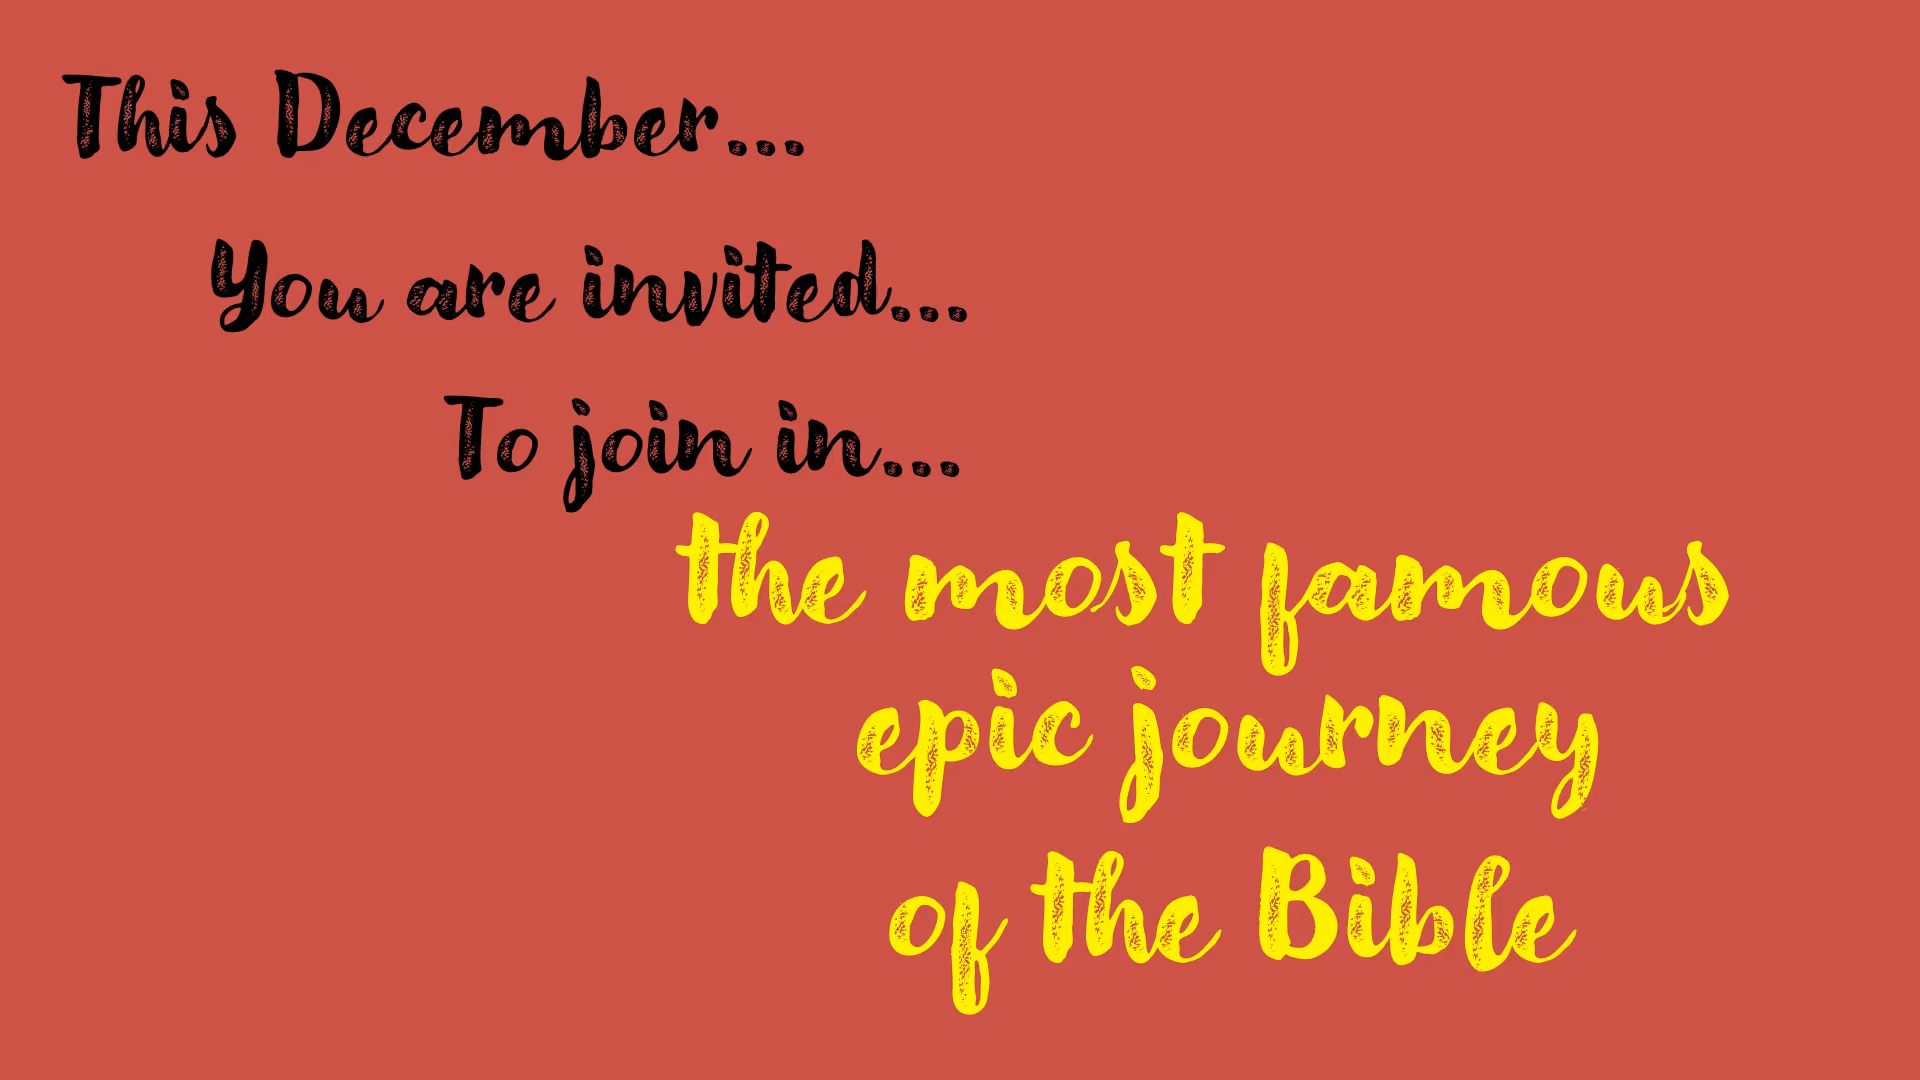 This December...
You are invited...
To join in...
the most famous
epic journey
of the Bible